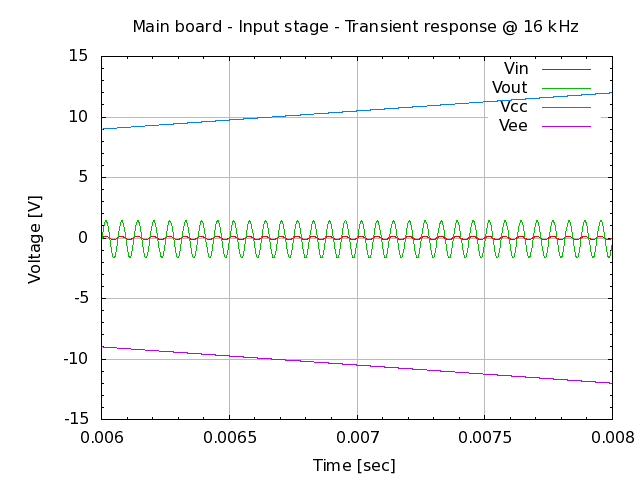 Main board - Input stage - Transient response @ 16 kHz
15
10
5
0
-5
-10
-15
Voltage [V]
Vin
Vout
Vcc
Vee
0.006 0.0065 0.007 0.0075 0.008
Time [sec]